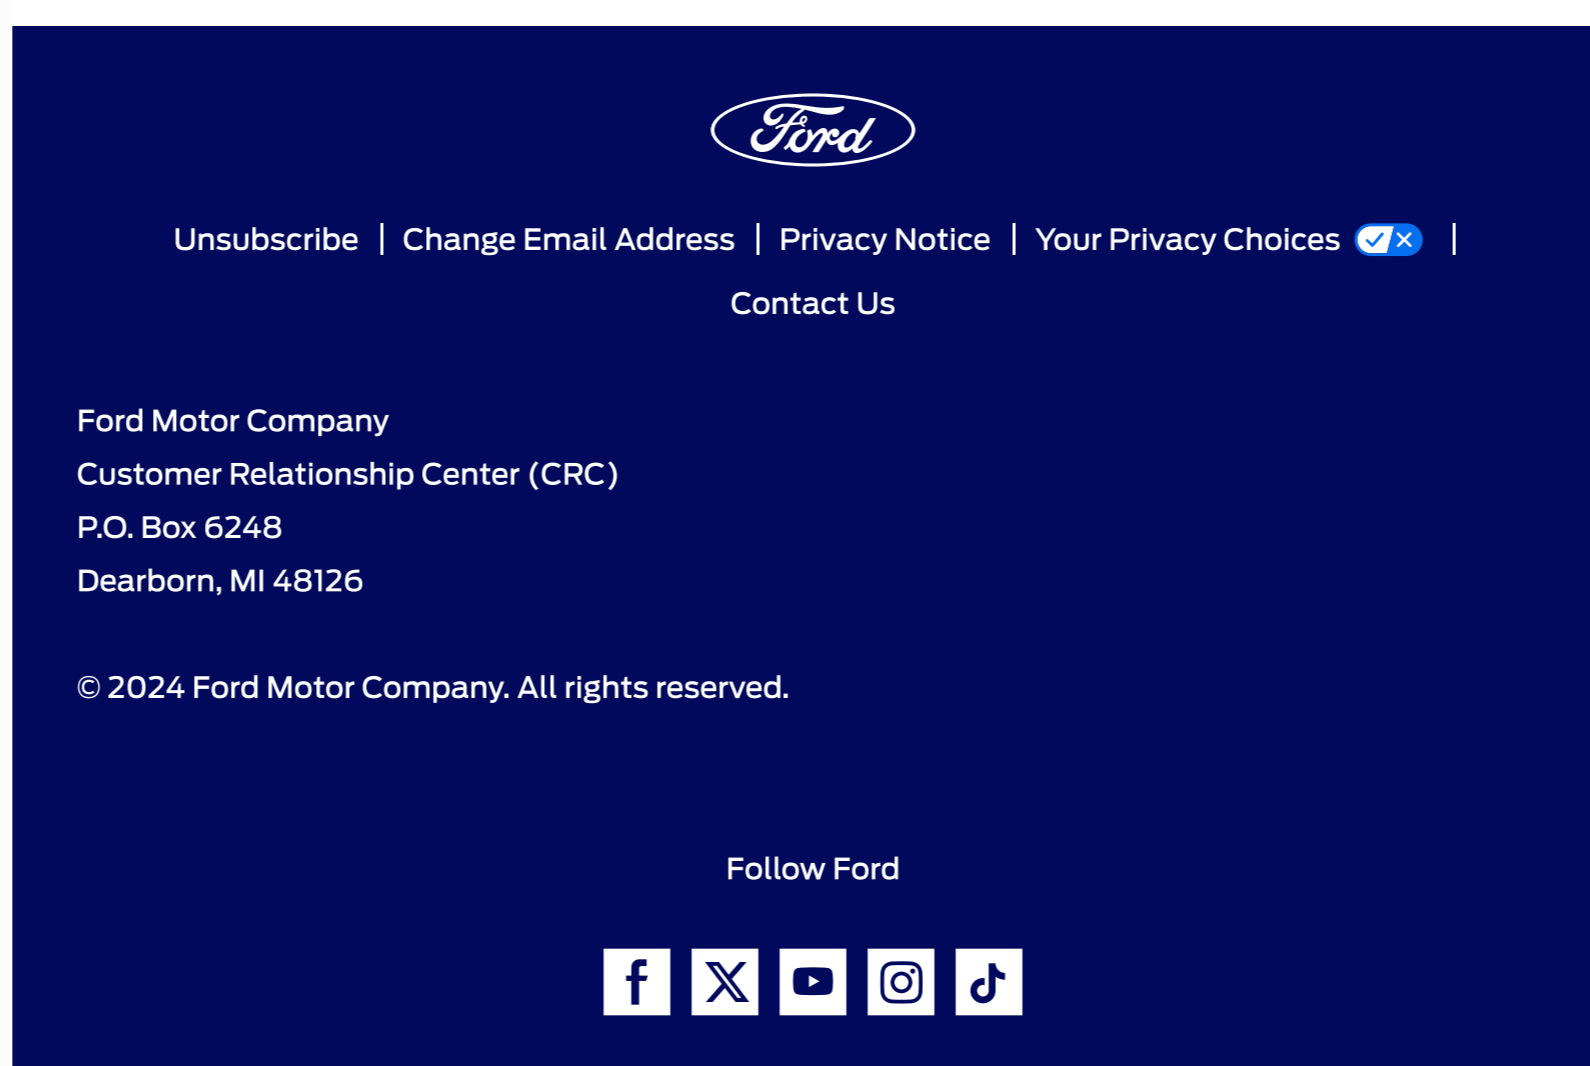 Ford
Unsubscribe | Change Email Address | Privacy Notice | Your Privacy Choices |
Contact Us
Ford Motor Company
Customer Relationship Center (CRC)
P.O. Box 6248
Dearborn, MI 48126
© 2024 Ford Motor Company. All rights reserved.
Follow Ford